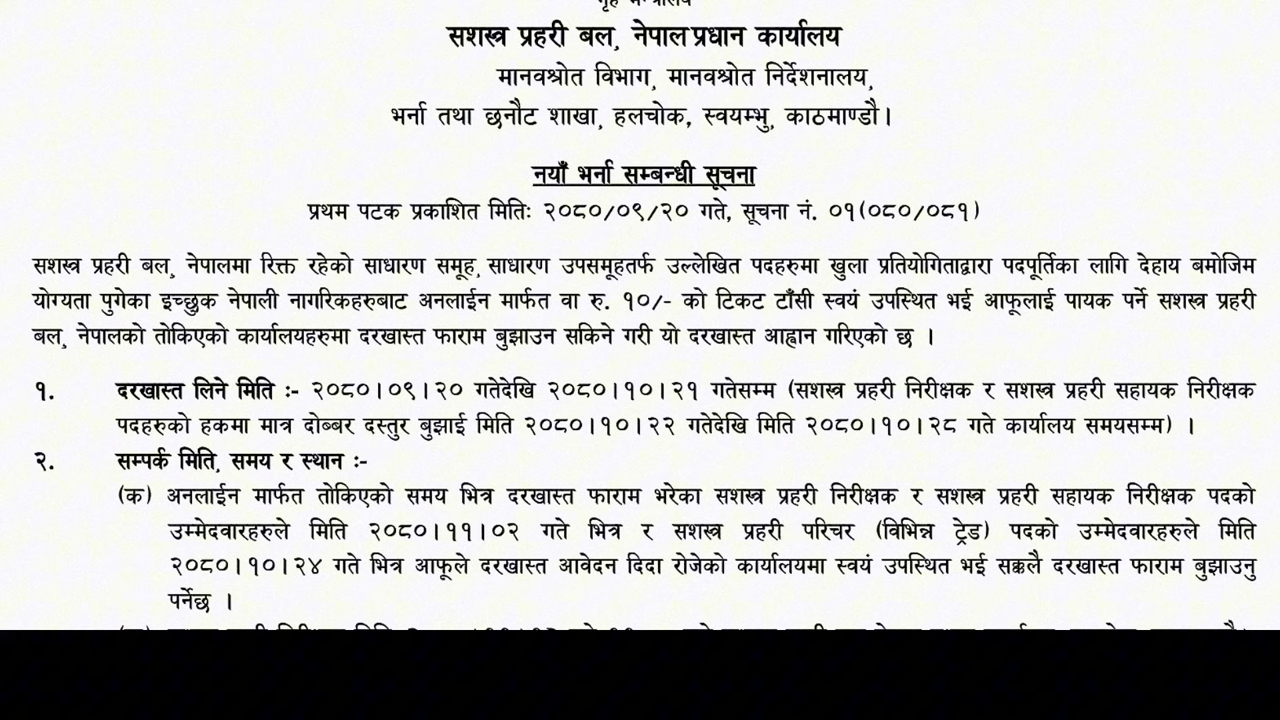 सशस्त्र प्रहरी बल, नेपाल प्रधान कार्यालय
मानवश्रोत विभाग, मानवश्रोत निर्देशनालय,
भर्ना तथा छनौट शाखा, हलचोक, स्वयम्भु, काठमाण्डौ।
नयाँ भर्ना सम्बन्धी सूचना
प्रथम पटक प्रकाशित मितिः २०८०/०९/२० गते, सूचना नं. ०१(०८०/०८१)
सशस्त्र प्रहरी बल, नेपालमा रिक्त रहेको साधारण समूह, साधारण उपसमूहतर्फ उल्लेखित पदहरुमा खुला प्रतियोगिताद्वारा पदपूर्तिका लागि देहाय बमोजिम
योग्यता पुगेका इच्छुक नेपाली नागरिकहरुबाट अनलाईन मार्फत वा रु. १०/- को टिकट टाँसी स्वयं उपस्थित भई आफूलाई पायक पर्ने सशस्त्र प्रहरी
बल, नेपालको तोकिएको कार्यालयहरुमा दरखास्त फाराम बुझाउन सकिने गरी यो दरखास्त आह्वान गरिएको छ ।
१. दरखास्त लिने मिति ः- २०८०।०९।२० गतेदेखि २०८०।१०।२१ गतेसम्म (सशस्त्र प्रहरी निरीक्षक र सशस्त्र प्रहरी सहायक निरीक्षक
पदहरुको हकमा मात्र दोब्बर दस्तुर बुझाई मिति २०८०।१०।२२ गतेदेखि मिति २०८०।१०।२८ गते कार्यालय समयसम्म) ।
२. सम्पर्क मिति, समय र स्थान ः-
(क) अनलाईन मार्फत तोकिएको समय भित्र दरखास्त फाराम भरेका सशस्त्र प्रहरी निरीक्षक र सशस्त्र प्रहरी सहायक निरीक्षक पदको
उम्मेदवारहरुले मिति २०८०।११।०२ गते भित्र र सशस्त्र प्रहरी परिचर (विभिन्न ट्रेड) पदको उम्मेदवारहरुले मिति
२०८०।१०।२४ गते भित्र आफूले दरखास्त आवेदन दिदा रोजेको कार्यालयमा स्वयं उपस्थित भई सक्कलै दरखास्त फाराम बुझाउनु
पर्नेछ ।